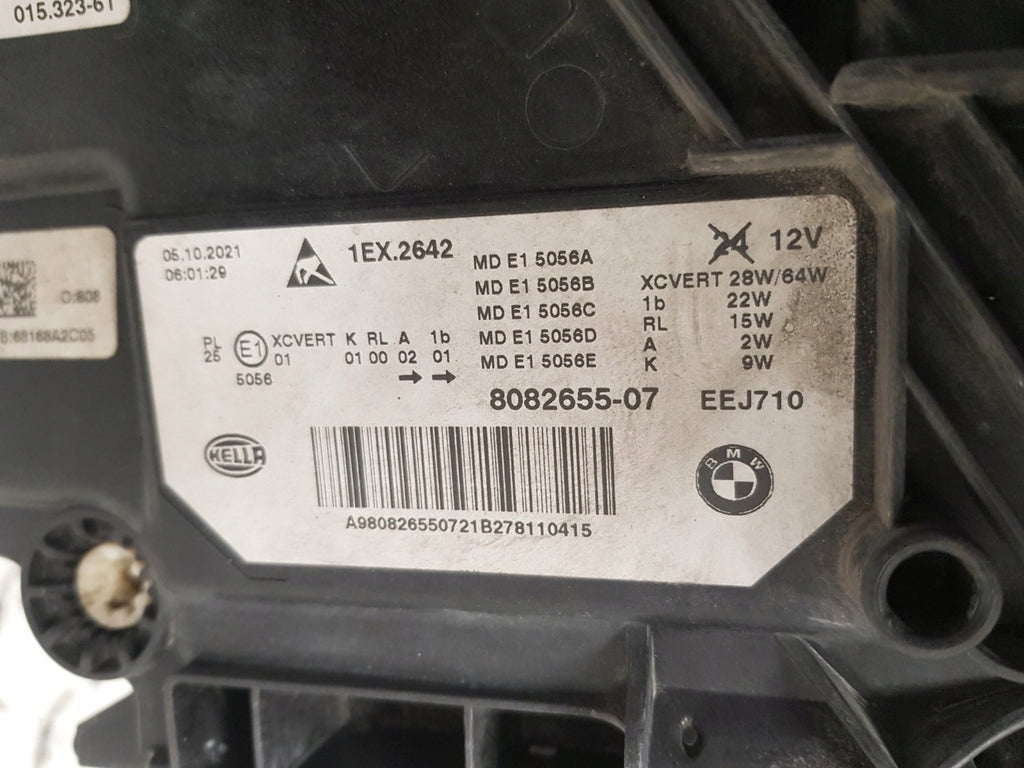 015.323-61
O:808
B:68168A2C05
05.10.2021
06:01:29
1EX.2642
MD E1 5056A
MD E1 5056B
MD E1 5056C
MD E1 5056D
MD E1 5056E
24 12V
XCVERT 28W/64W
1b 22W
RL 15W
A 2W
K 9W
PL
25
E1
5056
XCVERT K RL A 1b
01 01 00 02 01
8082655-07 EEJ710
HELLA
BMW
A980826550721B278110415